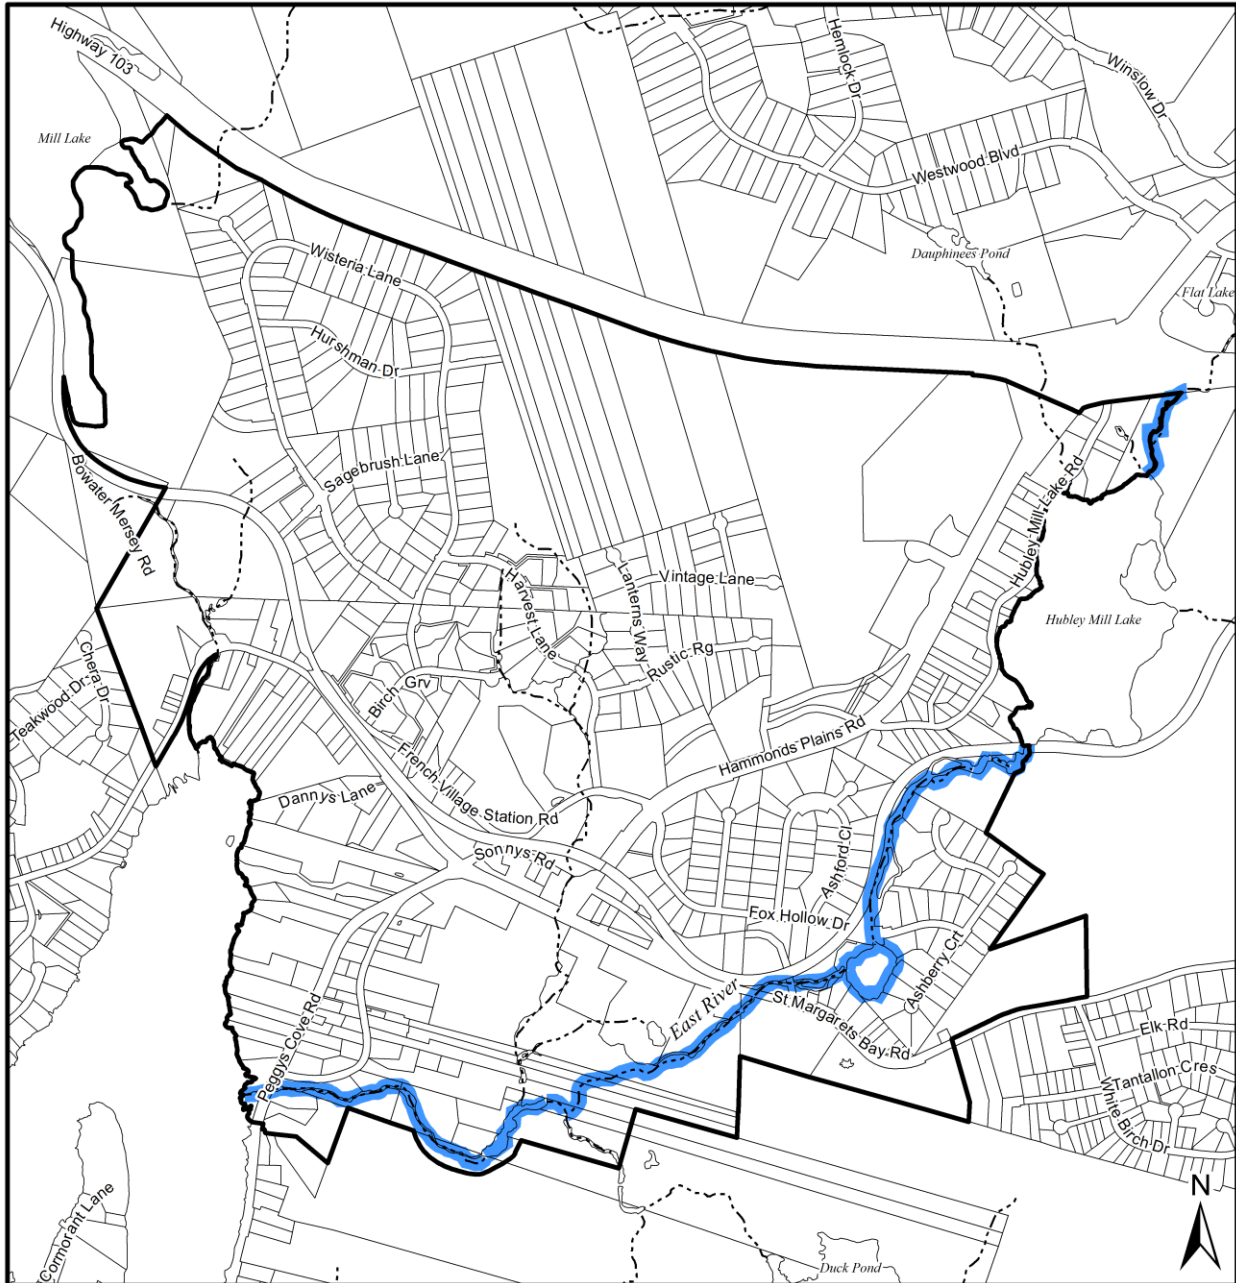 Highway 103
Hemlock Dr
Winslow Dr
Mill Lake
Westwood Blvd
Dauphinees Pond
Wisteria Lane
Flat Lake
Hurshman Dr
Sagebrush Lane
Bowater Mersey Rd
Hubley Mill Lake Rd
Harvest Lane
Lanterns Way
Vintage Lane
Hubley Mill Lake
Chera Dr
Teakwood Dr
Birch Grv
Rustic Rg
Hammonds Plains Rd
French Village Station Rd
Dannys Lane
Sonnys Rd
Ashford Cl
Fox Hollow Dr
Ashberry Crt
East River
St Margarets Bay Rd
Peggys Cove Rd
Elk Rd
Tantallon Cres
White Birch Dr
Cormorant Lane
N
Duck Pond